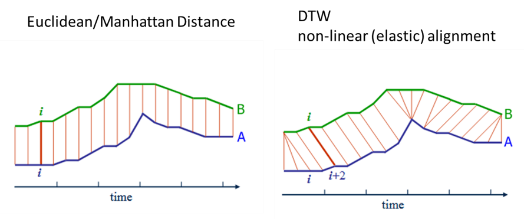 Euclidean/Manhattan Distance
i
B
A
i
time
DTW
non-linear (elastic) alignment
i
B
A
i
i+2
time